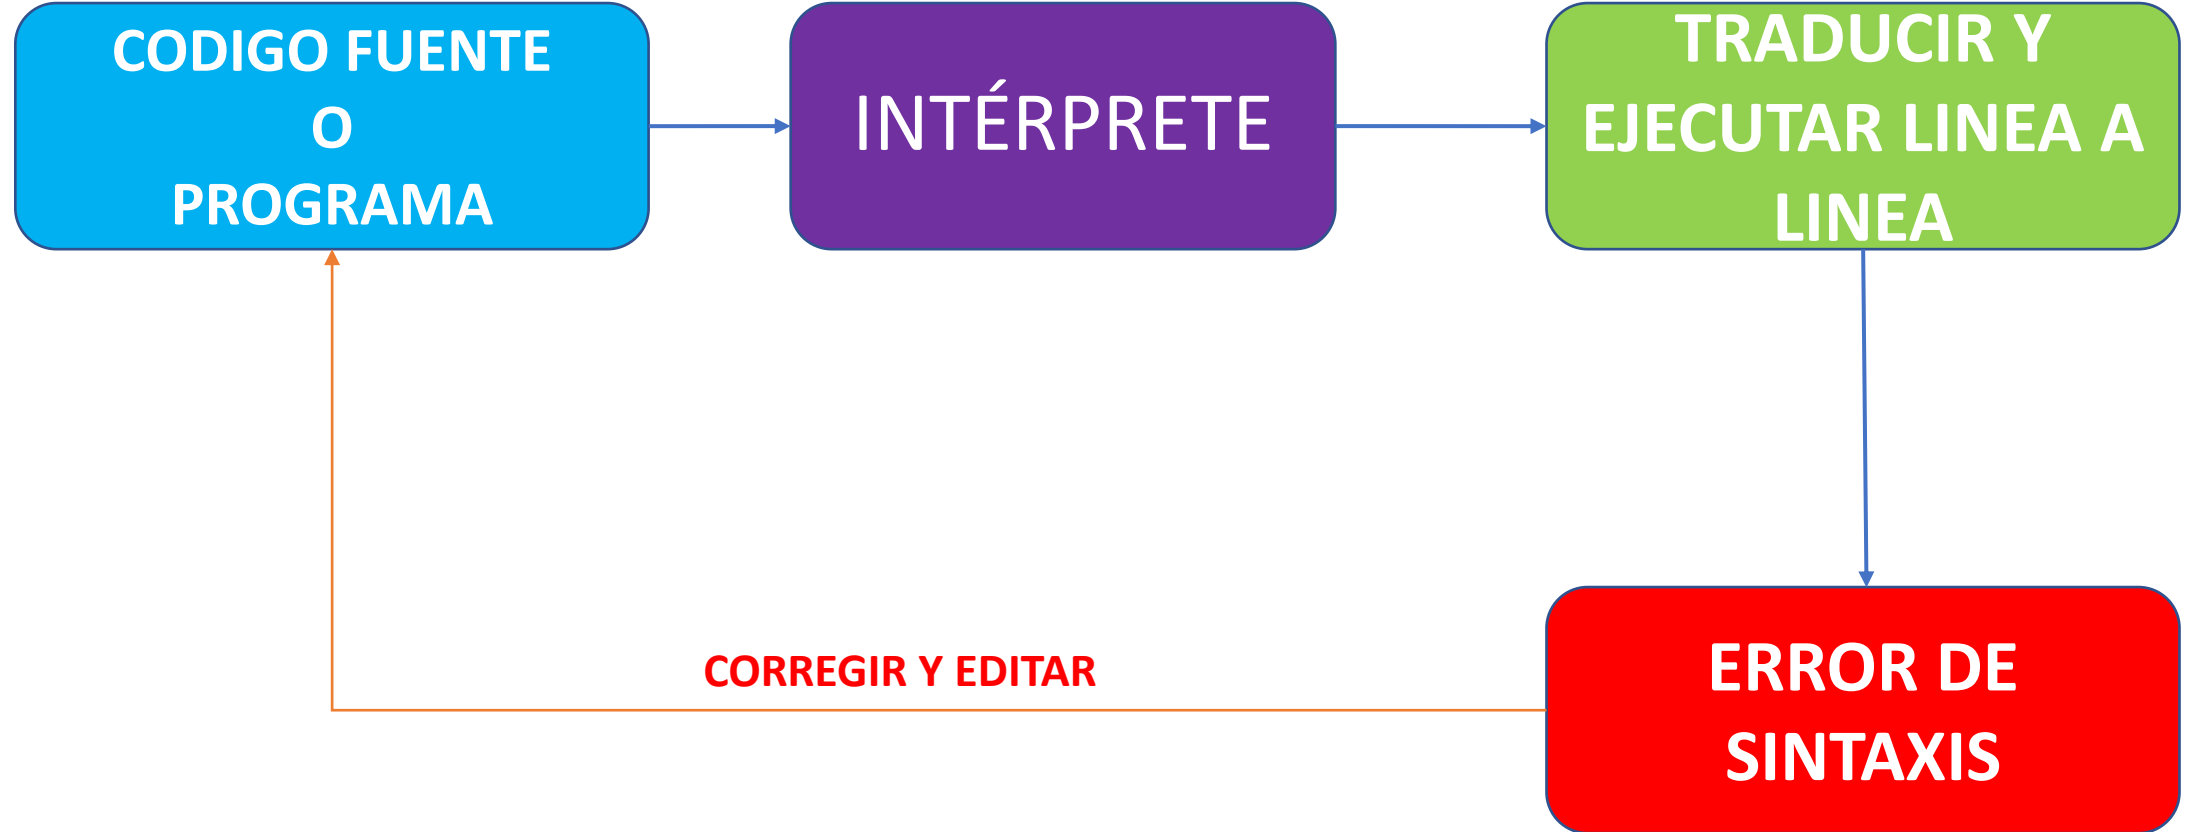 CODIGO FUENTE
O
PROGRAMA
INTÉRPRETE
TRADUCIR Y
EJECUTAR LINEA A
LINEA
CORREGIR Y EDITAR
ERROR DE
SINTAXIS